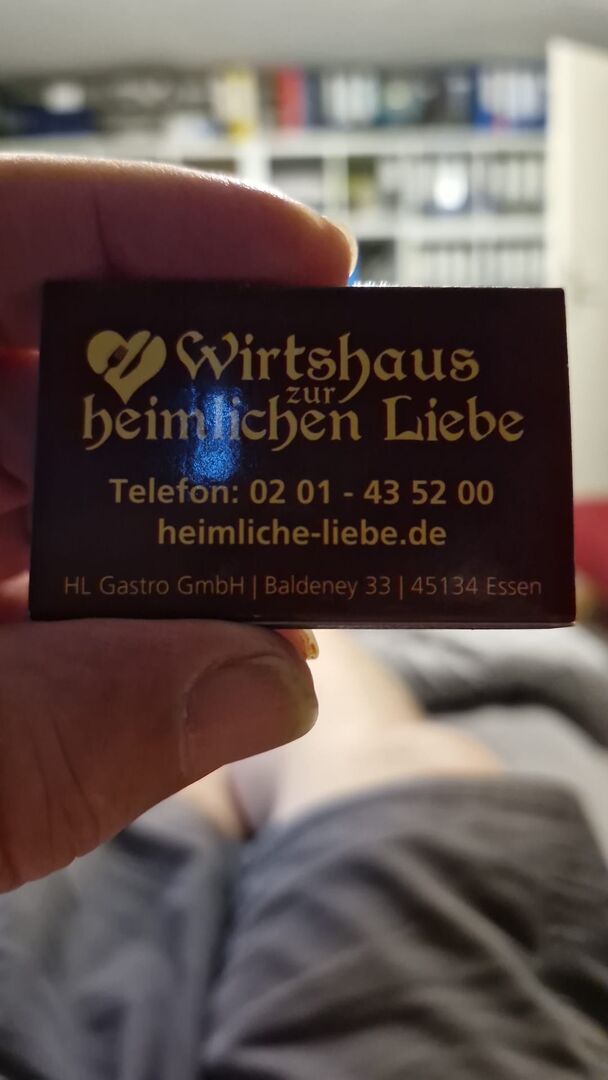 Wirtshaus
zur
heimlichen Liebe
Telefon: 02 01 - 43 52 00
heimliche-liebe.de
HL Gastro GmbH | Baldeney 33 | 45134 Essen